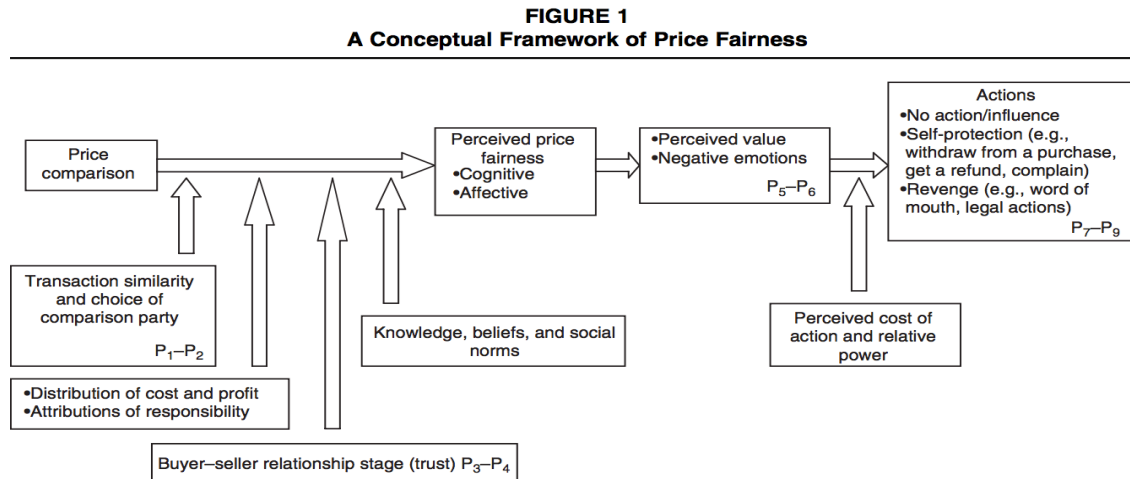 FIGURE 1
A Conceptual Framework of Price Fairness
Price
comparison
Perceived price
fairness
•Cognitive
•Affective
•Perceived value
•Negative emotions
P5–P6
Actions
•No action/influence
•Self-protection (e.g.,
withdraw from a purchase,
get a refund, complain)
•Revenge (e.g., word of
mouth, legal actions)
P7–P9
Transaction similarity
and choice of
comparison party
P1–P2
•Distribution of cost and profit
•Attributions of responsibility
Buyer–seller relationship stage (trust) P3–P4
Knowledge, beliefs, and social
norms
Perceived cost of
action and relative
power